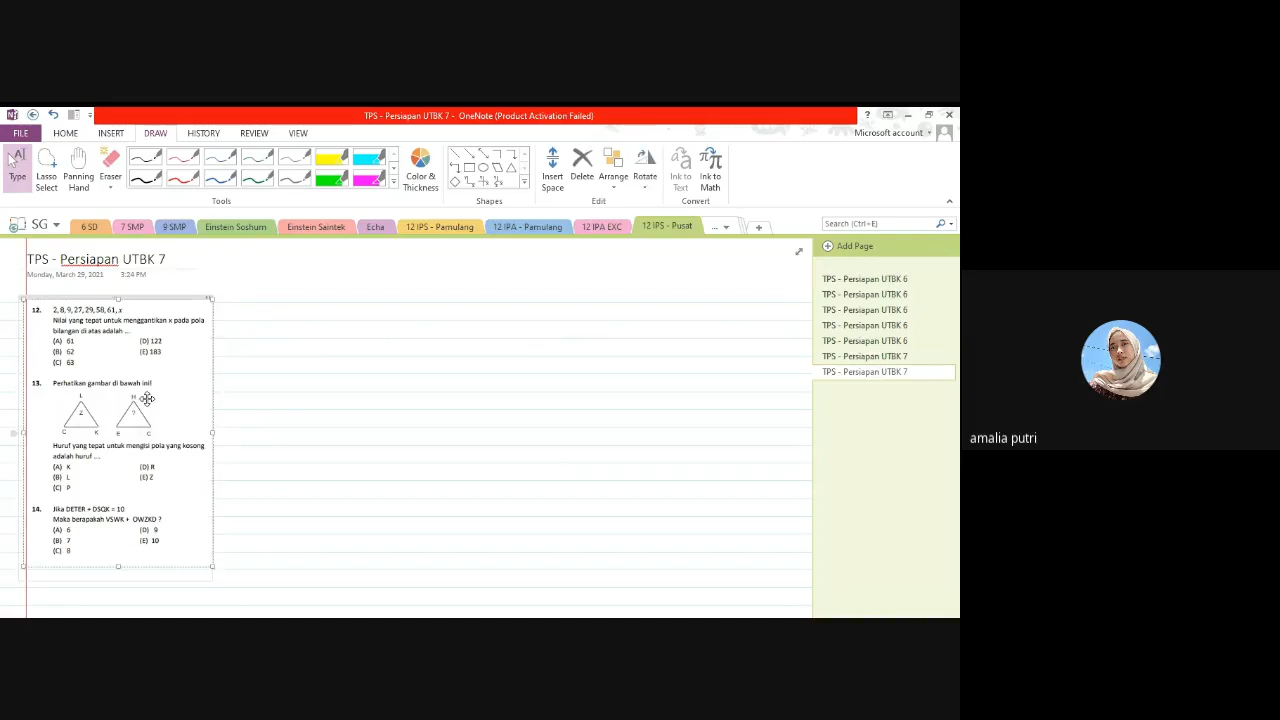 TPS - Persiapan UTBK 7 - OneNote (Product Activation Failed)
FILE HOME INSERT DRAW HISTORY REVIEW VIEW
Microsoft account
Type Lasso Select Panning Hand Eraser
Color & Thickness
Insert Space Delete Arrange Rotate Ink to Text Ink to Math
Tools Shapes Edit Convert
SG 6 SD 7 SMP 9 SMP Einstein Soshum Einstein Saintek Echa 12 IPS - Pamulang 12 IPA - Pamulang 12 IPA EXC 12 IPS - Pusat ...
Search (Ctrl+E)
Add Page
TPS - Persiapan UTBK 7
Monday, March 29, 2021 3:24 PM
12. 2, 8, 9, 27, 29, 58, 61, x
Nilai yang tepat untuk menggantikan x pada pola
bilangan di atas adalah ...
(A) 61 (D) 122
(B) 62 (E) 183
(C) 63
13. Perhatikan gambar di bawah ini!
L H
Z ?
C K E C
Huruf yang tepat untuk mengisi pola yang kosong
adalah huruf ....
(A) K (D) R
(B) L (E) Z
(C) P
14. Jika DETER + DSQK = 10
Maka berapakah VSWK + OWZKD ?
(A) 6 (D) 9
(B) 7 (E) 10
(C) 8
TPS - Persiapan UTBK 6
TPS - Persiapan UTBK 6
TPS - Persiapan UTBK 6
TPS - Persiapan UTBK 6
TPS - Persiapan UTBK 6
TPS - Persiapan UTBK 7
TPS - Persiapan UTBK 7
amalia putri